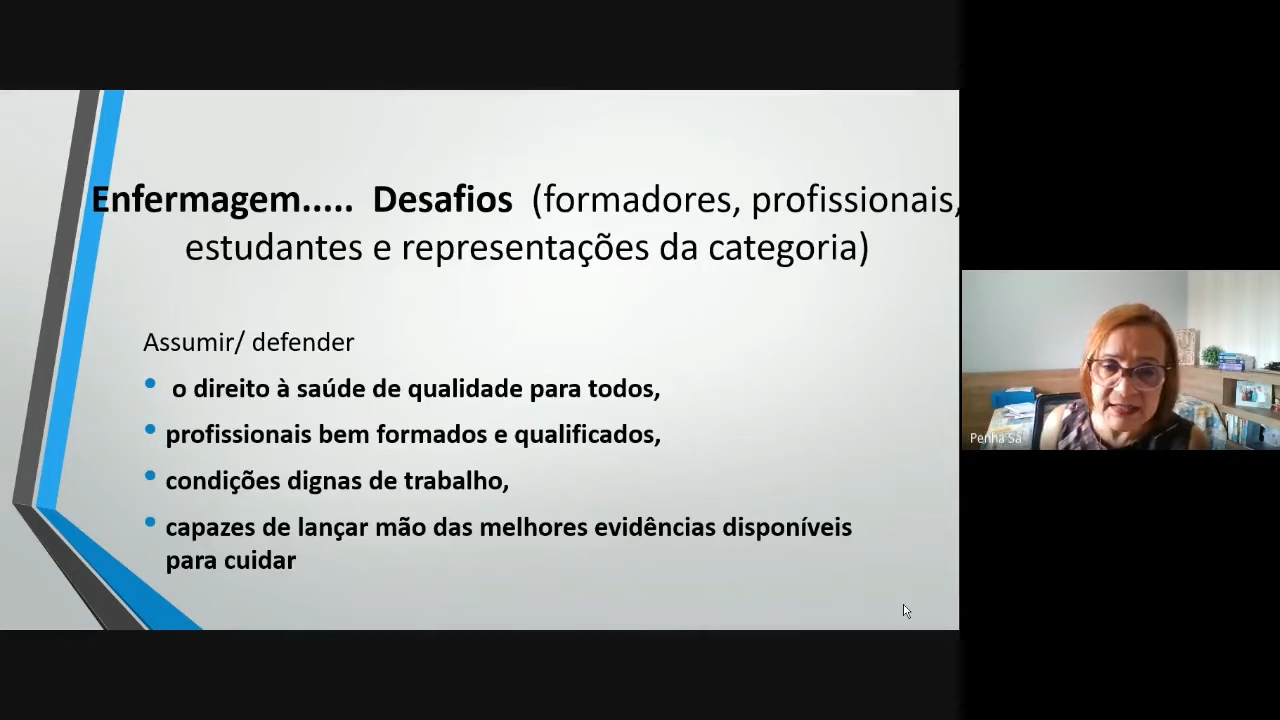 Enfermagem..... Desafios (formadores, profissionais,
estudantes e representações da categoria)
Assumir/ defender
• o direito à saúde de qualidade para todos,
• profissionais bem formados e qualificados,
• condições dignas de trabalho,
• capazes de lançar mão das melhores evidências disponíveis
para cuidar
Penha Sá